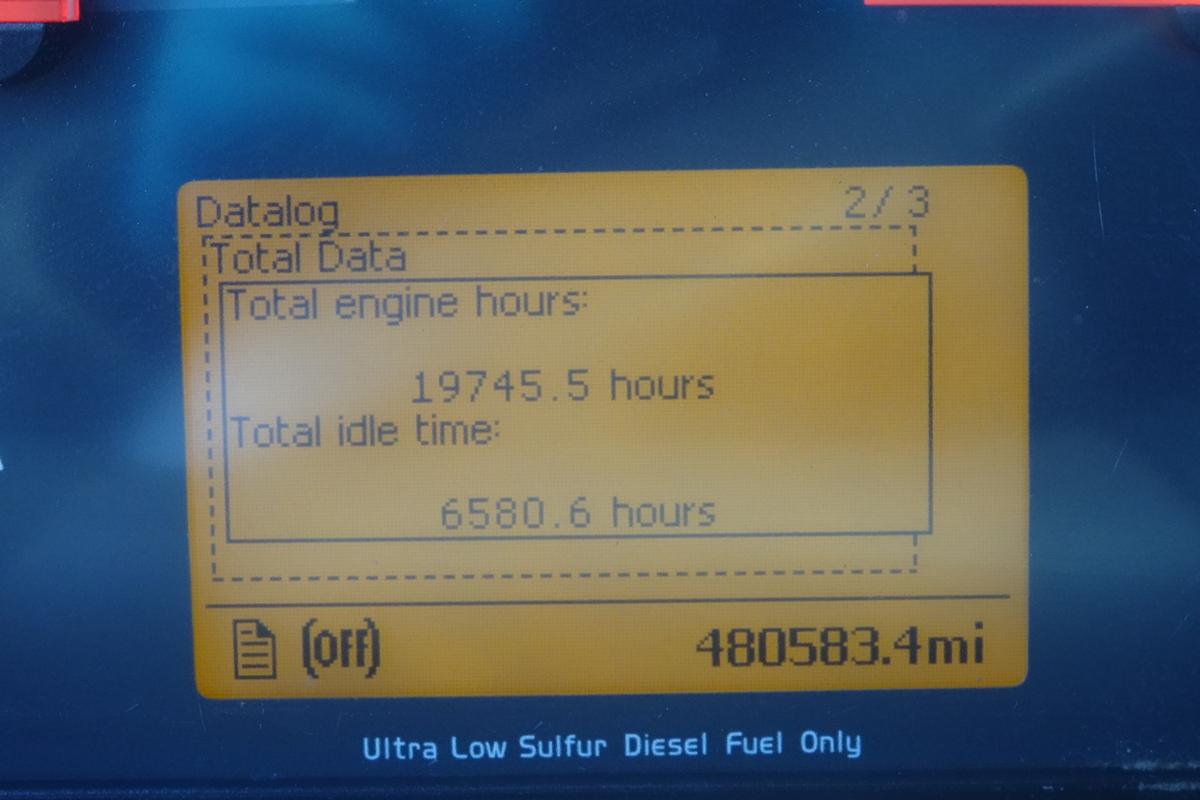 Datalog 2/3
Total Data
Total engine hours:
19745.5 hours
Total idle time:
6580.6 hours
(OFF) 480583.4mi
Ultra Low Sulfur Diesel Fuel Only